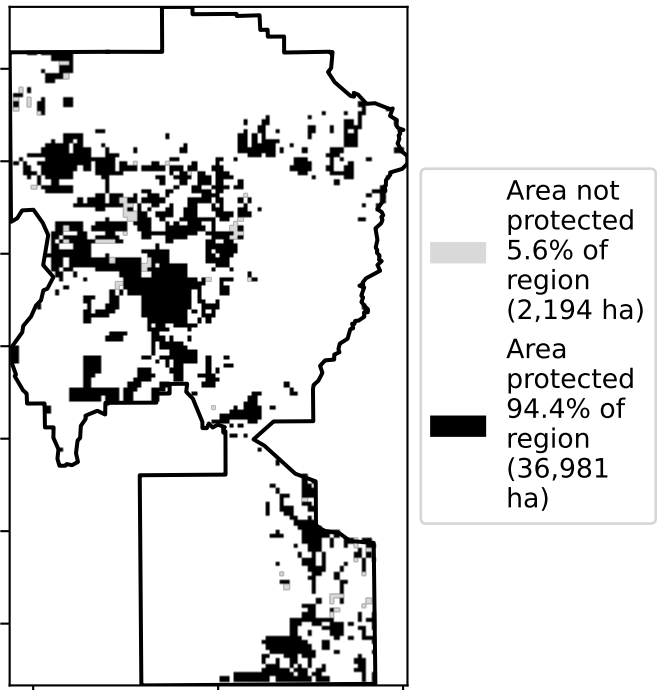 Area not
protected
5.6% of
region
(2,194 ha)
Area
protected
94.4% of
region
(36,981
ha)